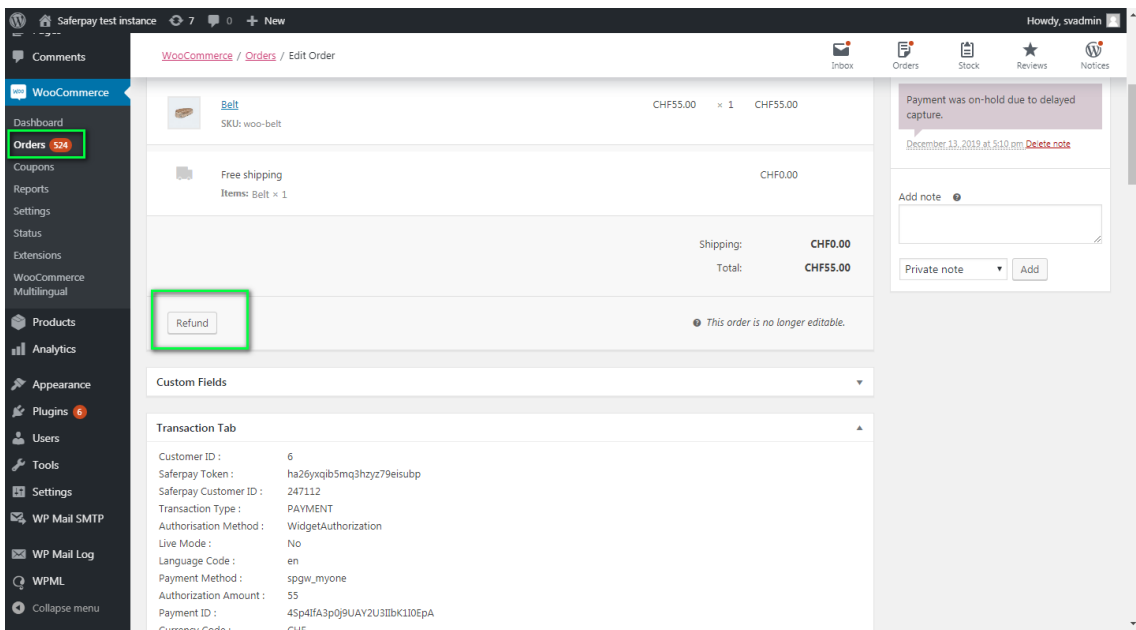 Saferpay test instance 7 0 + New Howdy, svadmin
Comments
WooCommerce
Dashboard
Orders 524
Coupons
Reports
Settings
Status
Extensions
WooCommerce
Multilingual
Products
Analytics
Appearance
Plugins 6
Users
Tools
Settings
WP Mail SMTP
WP Mail Log
WPML
Collapse menu
WooCommerce / Orders / Edit Order
Inbox Orders Stock Reviews Notices
Belt CHF55.00 × 1 CHF55.00
SKU: woo-belt
Free shipping CHF0.00
Items: Belt × 1
Shipping: CHF0.00
Total: CHF55.00
Refund This order is no longer editable.
Custom Fields
Transaction Tab
Customer ID : 6
Saferpay Token : ha26yxqib5mq3hzyz79eisubp
Saferpay Customer ID : 247112
Transaction Type : PAYMENT
Authorisation Method : WidgetAuthorization
Live Mode : No
Language Code : en
Payment Method : spgw_myone
Authorization Amount : 55
Payment ID : 4Sp4IfA3p0j9UAY2U3IIbK1I0EpA
Currency Code : CHF
Payment was on-hold due to delayed
capture.
December 13, 2019 at 5:10 pm Delete note
Add note
Private note Add